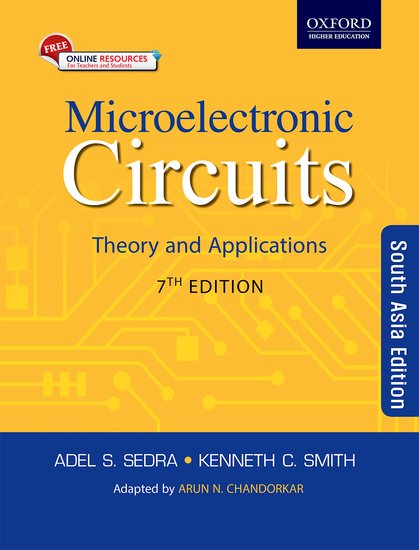 OXFORD
HIGHER EDUCATION
FREE
ONLINE RESOURCES
For Teachers and Students
Microelectronic
Circuits
Theory and Applications
7TH EDITION
South Asia Edition
ADEL S. SEDRA • KENNETH C. SMITH
Adapted by ARUN N. CHANDORKAR